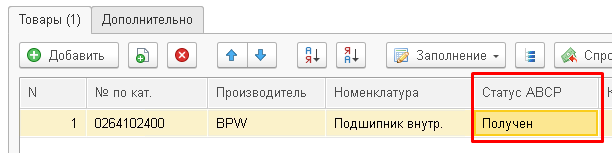 Товары (1) Дополнительно
Добавить А Я Я А Заполнение Спро
N № по кат. Производитель Номенклатура Статус ABCP
1 0264102400 BPW Подшипник внутр. Получен